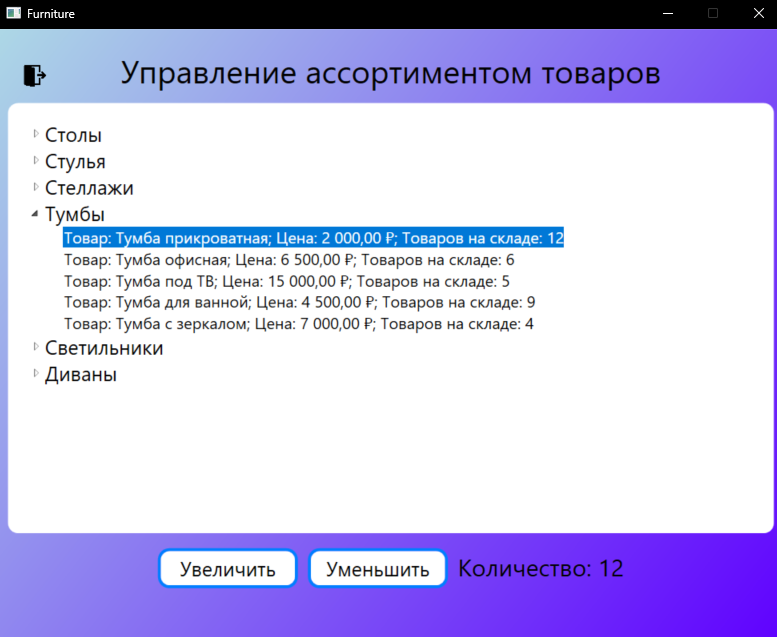 Furniture
Управление ассортиментом товаров
Столы
Стулья
Стеллажи
Тумбы
Товар: Тумба прикроватная; Цена: 2 000,00 ₽; Товаров на складе: 12
Товар: Тумба офисная; Цена: 6 500,00 ₽; Товаров на складе: 6
Товар: Тумба под ТВ; Цена: 15 000,00 ₽; Товаров на складе: 5
Товар: Тумба для ванной; Цена: 4 500,00 ₽; Товаров на складе: 9
Товар: Тумба с зеркалом; Цена: 7 000,00 ₽; Товаров на складе: 4
Светильники
Диваны
Увеличить Уменьшить Количество: 12